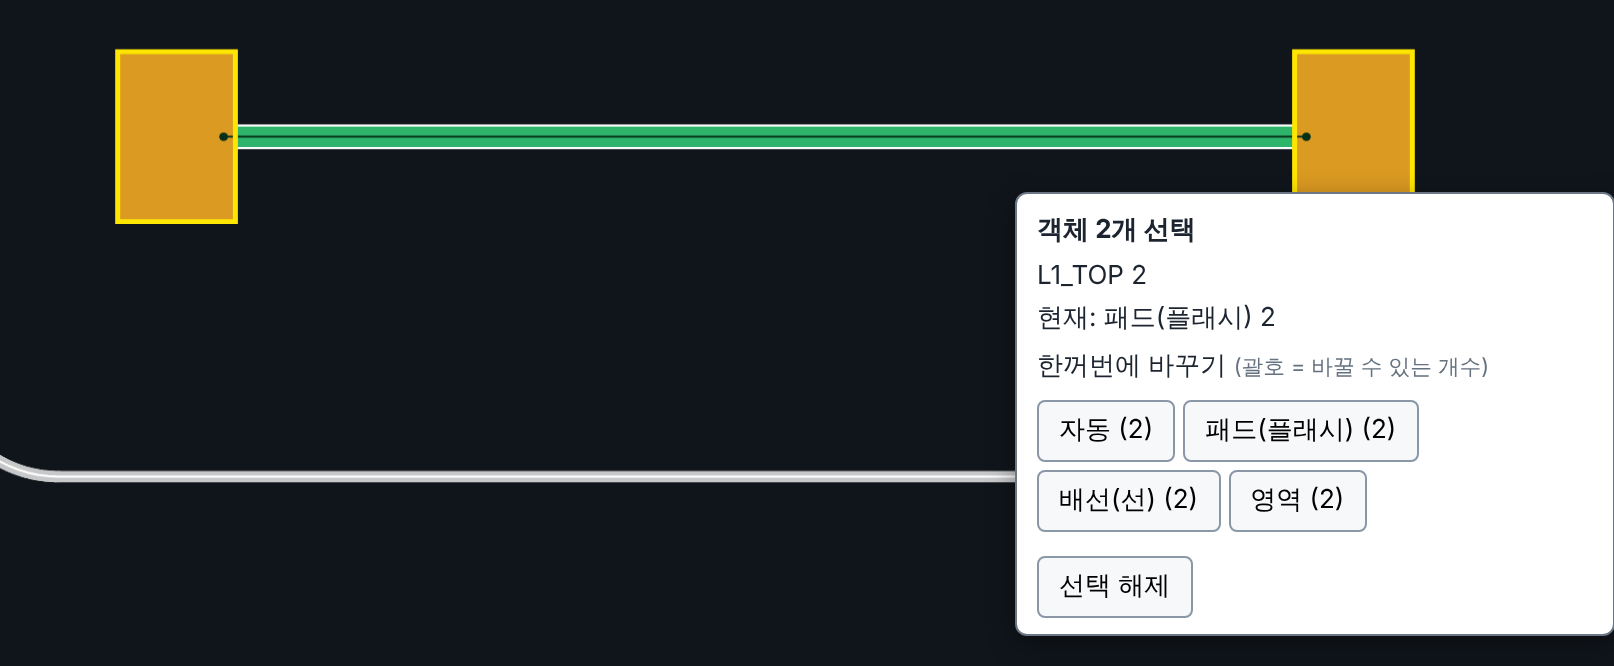 객체 2개 선택
L1_TOP 2
현재: 패드(플래시) 2
한꺼번에 바꾸기 (괄호 = 바꿀 수 있는 개수)
자동 (2) 패드(플래시) (2)
배선(선) (2) 영역 (2)
선택 해제